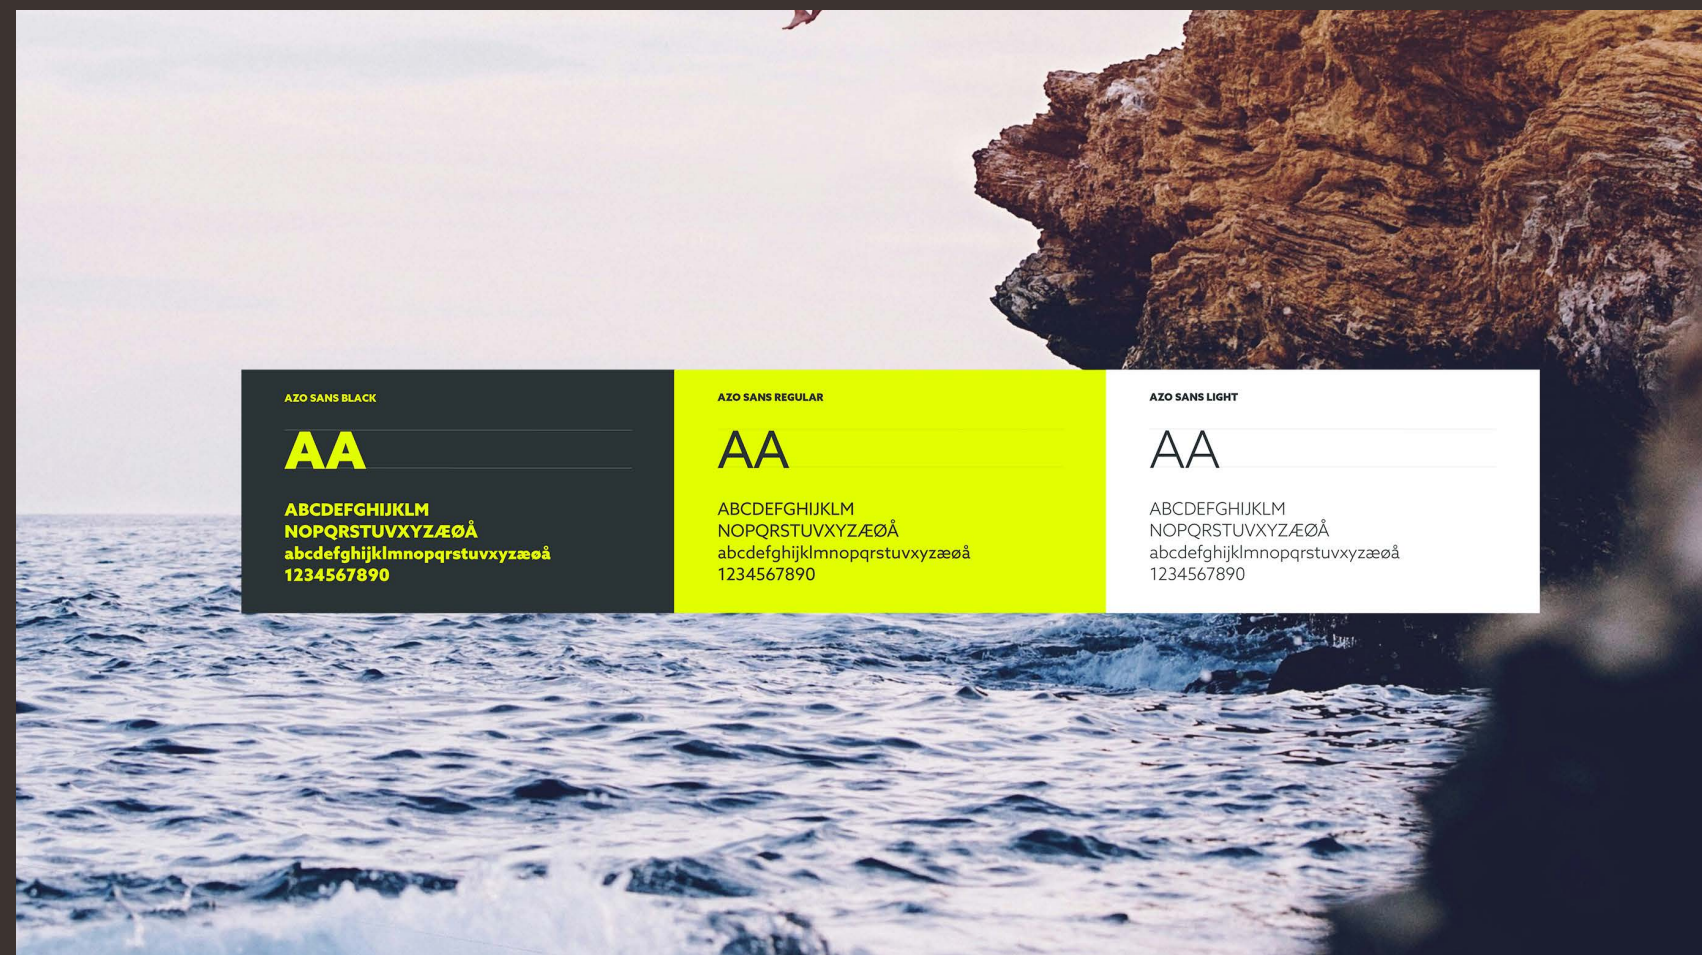 AZO SANS BLACK
AA
ABCDEFGHIJKLM
NOPQRSTUVXYZÆØÅ
abcdefghijklmnopqrstuvxyzæøå
1234567890
AZO SANS REGULAR
AA
ABCDEFGHIJKLM
NOPQRSTUVXYZÆØÅ
abcdefghijklmnopqrstuvxyzæøå
1234567890
AZO SANS LIGHT
AA
ABCDEFGHIJKLM
NOPQRSTUVXYZÆØÅ
abcdefghijklmnopqrstuvxyzæøå
1234567890